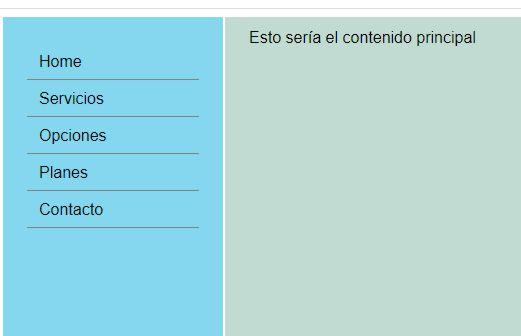 Home
Servicios
Opciones
Planes
Contacto
Esto sería el contenido principal